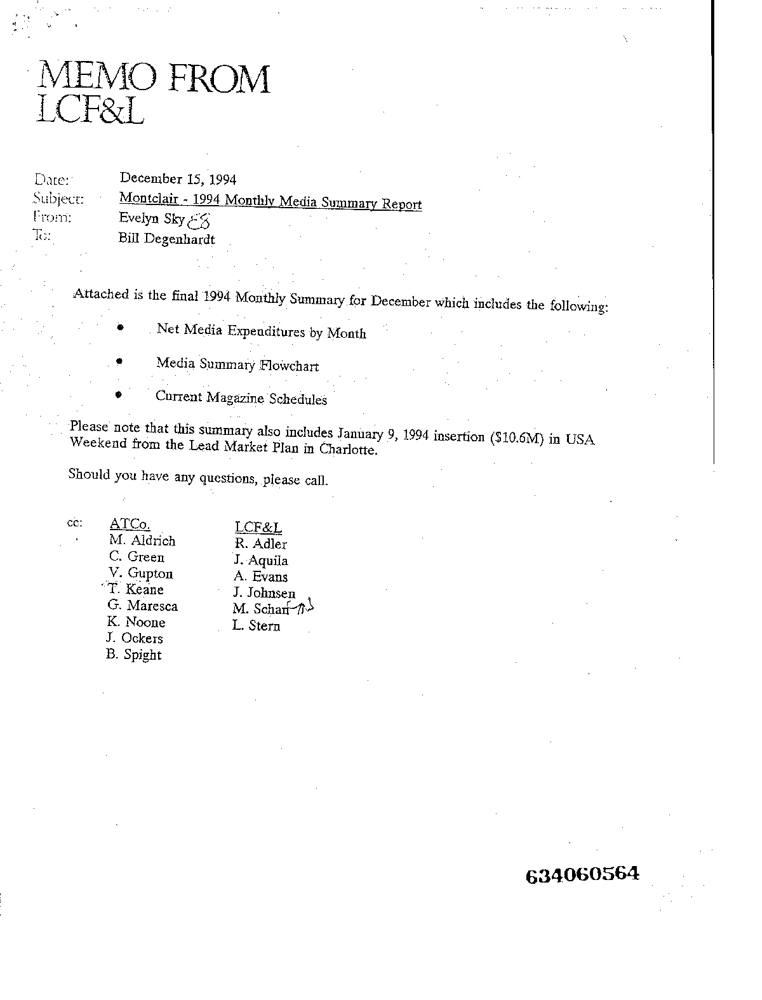 MEMO FROM
LCF&L
Date: December 15, 1994
Subject: Montclair - 1994 Monthly Media Summary Report
From: Evelyn Sky ES
To: Bill Degenhardt
Attached is the final 1994 Monthly Summary for December which includes the following:
• Net Media Expenditures by Month
• Media Summary Flowchart
• Current Magazine Schedules
Please note that this summary also includes January 9, 1994 insertion ($10.6M) in USA
Weekend from the Lead Market Plan in Charlotte.
Should you have any questions, please call.
cc: ATCo. LCF&L
M. Aldrich R. Adler
C. Green J. Aquila
V. Gupton A. Evans
T. Keane J. Johnsen
G. Maresca M. Scharf
K. Noone L. Stern
J. Ockers
B. Spight
634060564